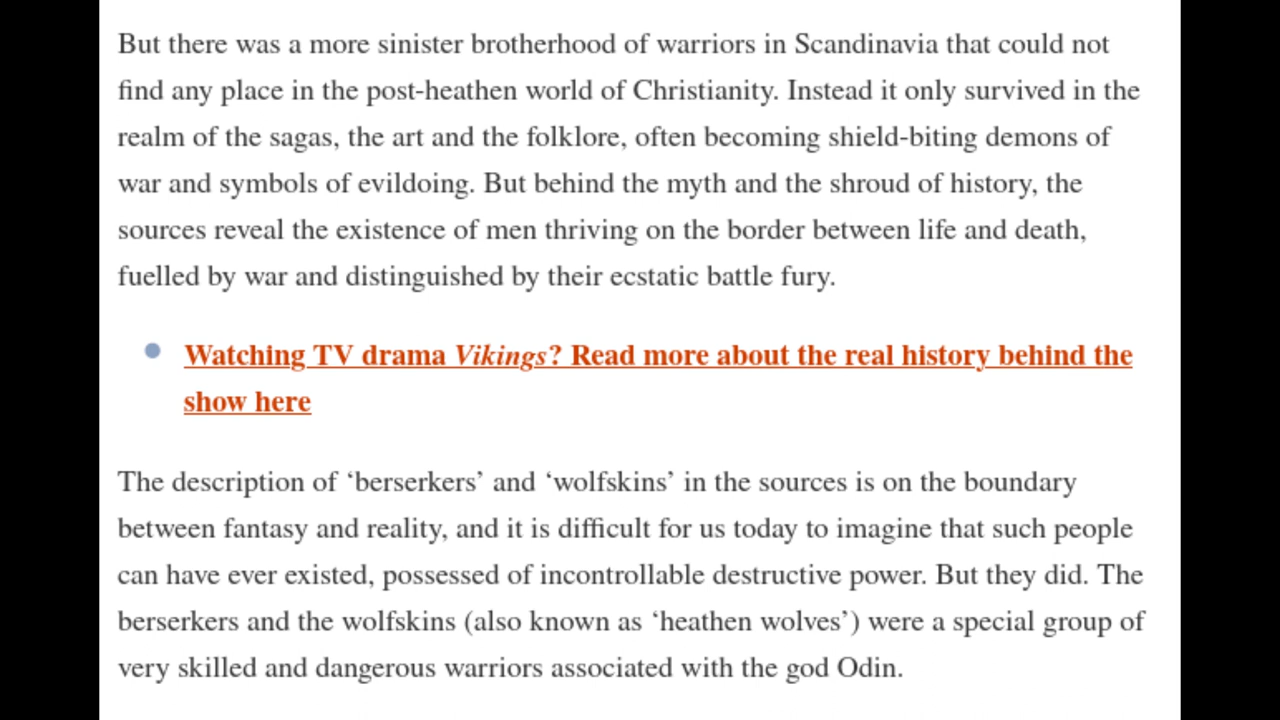 But there was a more sinister brotherhood of warriors in Scandinavia that could not
find any place in the post-heathen world of Christianity. Instead it only survived in the
realm of the sagas, the art and the folklore, often becoming shield-biting demons of
war and symbols of evildoing. But behind the myth and the shroud of history, the
sources reveal the existence of men thriving on the border between life and death,
fuelled by war and distinguished by their ecstatic battle fury.
Watching TV drama Vikings? Read more about the real history behind the
show here
The description of ‘berserkers’ and ‘wolfskins’ in the sources is on the boundary
between fantasy and reality, and it is difficult for us today to imagine that such people
can have ever existed, possessed of incontrollable destructive power. But they did. The
berserkers and the wolfskins (also known as ‘heathen wolves’) were a special group of
very skilled and dangerous warriors associated with the god Odin.